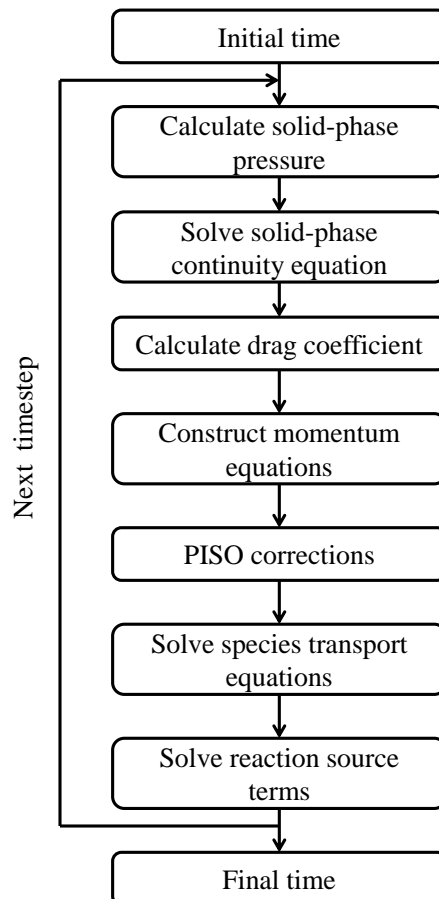 Initial time
Calculate solid-phase
pressure
Solve solid-phase
continuity equation
Calculate drag coefficient
Construct momentum
equations
PISO corrections
Solve species transport
equations
Solve reaction source
terms
Final time
Next timestep